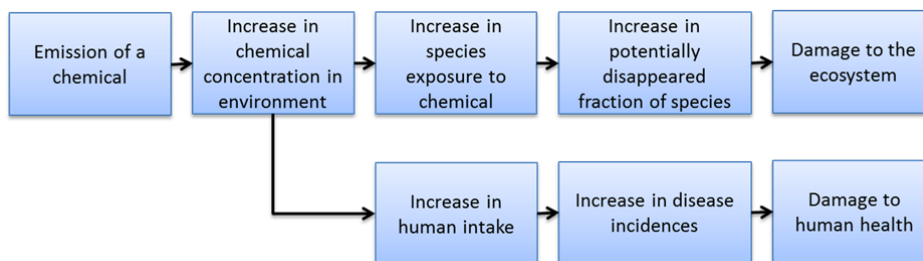 Emission of a
chemical
Increase in
chemical
concentration in
environment
Increase in
species
exposure to
chemical
Increase in
potentially
disappeared
fraction of species
Damage to the
ecosystem
Increase in
human intake
Increase in disease
incidences
Damage to
human health